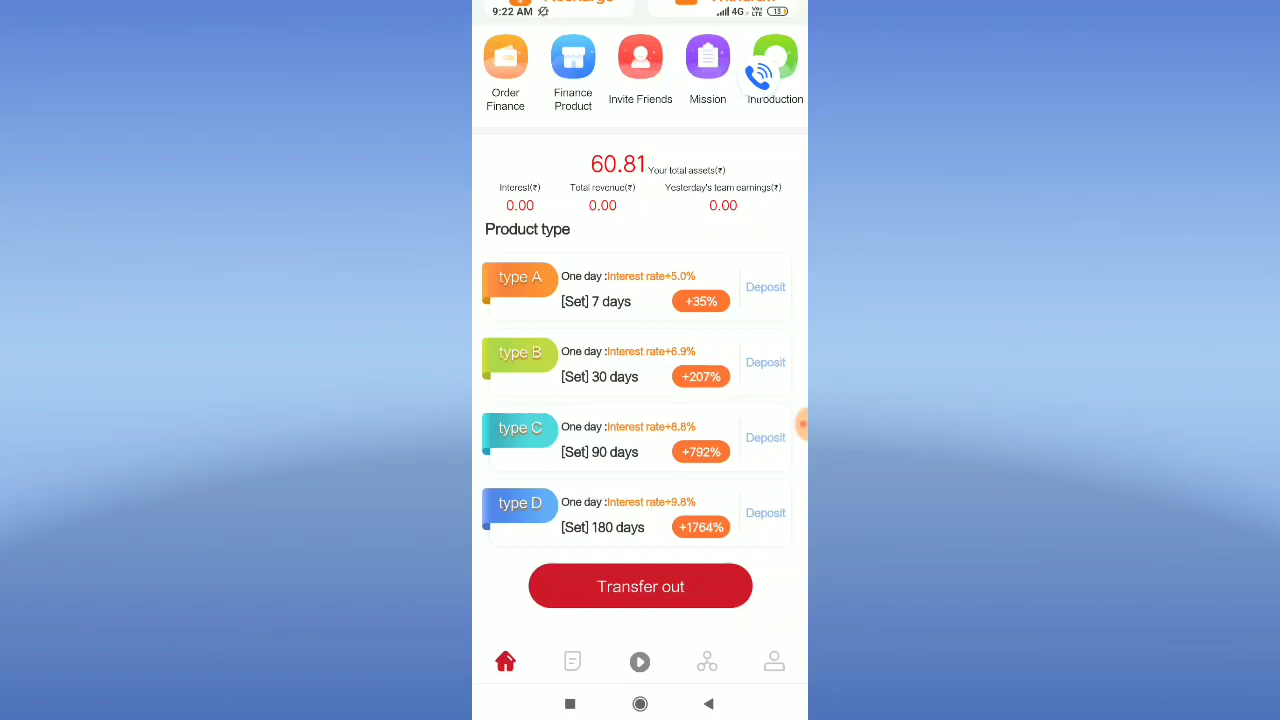 9:22 AM
4G+ Vo) LTE 13
Order Finance
Finance Product
Invite Friends
Mission
Introduction
60.81 Your total assets(₹)
Interest(₹) Total revenue(₹) Yesterday's team earnings(₹)
0.00 0.00 0.00
Product type
type A One day :Interest rate+5.0%
[Set] 7 days +35% Deposit
type B One day :Interest rate+6.9%
[Set] 30 days +207% Deposit
type C One day :Interest rate+8.8%
[Set] 90 days +792% Deposit
type D One day :Interest rate+9.8%
[Set] 180 days +1764% Deposit
Transfer out